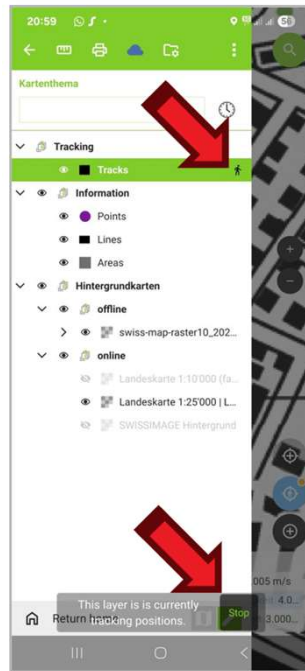 20:59
Kartenthema
Tracking
Tracks
Information
Points
Lines
Areas
Hintergrundkarten
offline
swiss-map-raster10_202...
online
Landeskarte 1:10'000 (fa...
Landeskarte 1:25'000 | L...
SWISSIMAGE Hintergrund
005 m/s
4.0...
3.000...
Return home
This layer is is currently
tracking positions.
Stop